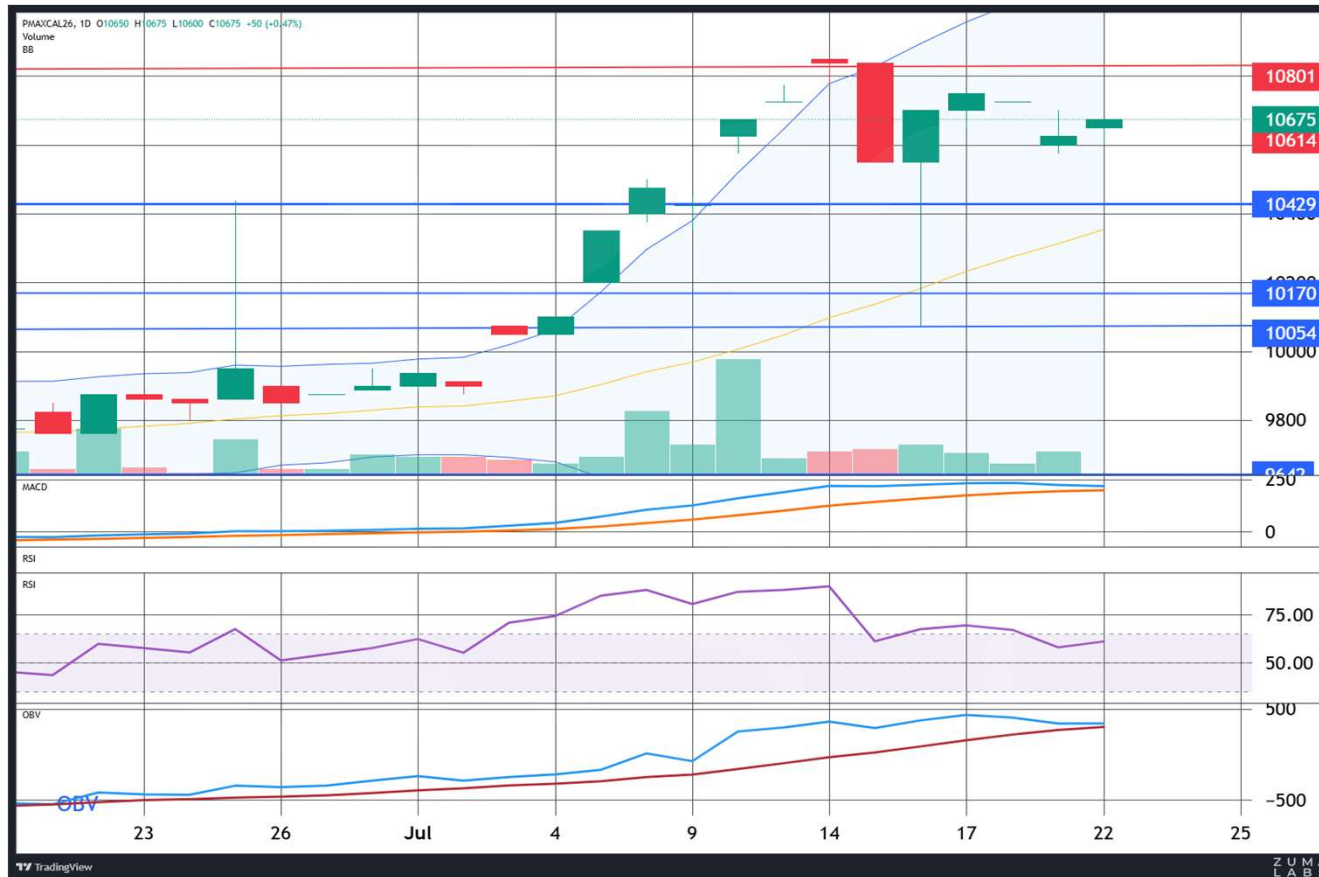 PMAXCAL26, 1D O10650 H10675 L10600 C10675 +50 (+0.47%)
Volume
BB
10801
10675
10614
10429
10170
10054
10000
9800
MACD
250
0
RSI
RSI
75.00
50.00
OBV
500
OBV
−500
23 26 Jul 4 9 14 17 22 25
TradingView